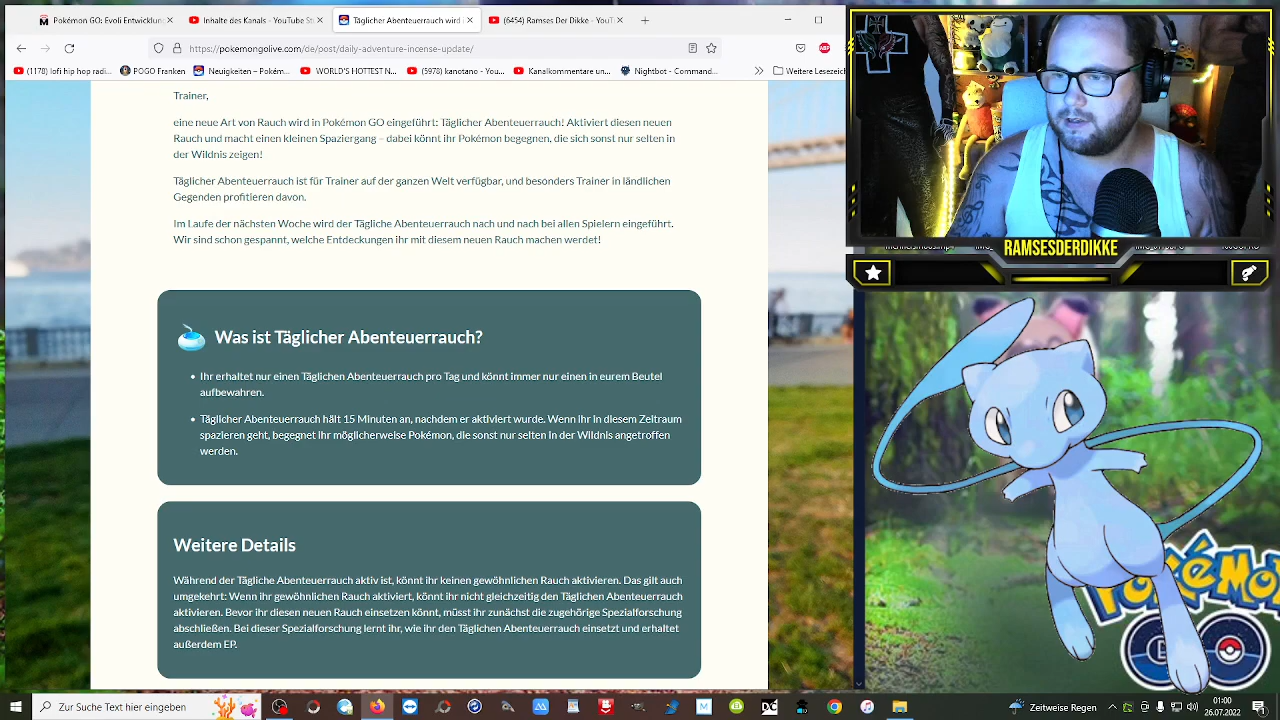 Pokémon GO: Evoli Entwicklun
Kanalinhalte - YouTube Stu
Täglicher Abenteuerrauch wird i
(6454) Rames der Dikke - YouTu
https://pokemongolive.com/de/post/daily-adventure-incense-update/
ABP
(1178) lofi hip hop radi...
POGO Franken
Neuigkeiten - Pokém...
WORLD'S HOTTEST N...
(5978) kanotano - You...
Kanalkommentare - Y...
Nightbot - Command...
Weitere Lesezeich
Trainer,
eine neue Art von Rauch wird in Pokémon GO eingeführt: Täglicher Abenteuerrauch! Aktiviert diesen neuen
Rauch und macht einen kleinen Spaziergang – dabei könnt ihr Pokémon begegnen, die sich sonst nur selten in
der Wildnis zeigen!
Täglicher Abenteuerrauch ist für Trainer auf der ganzen Welt verfügbar, und besonders Trainer in ländlichen
Gegenden profitieren davon.
Im Laufe der nächsten Woche wird der Tägliche Abenteuerrauch nach und nach bei allen Spielern eingeführt.
Wir sind schon gespannt, welche Entdeckungen ihr mit diesem neuen Rauch machen werdet!
RAMSESDERDIKKE
Was ist Täglicher Abenteuerrauch?
• Ihr erhaltet nur einen Täglichen Abenteuerrauch pro Tag und könnt immer nur einen in eurem Beutel
aufbewahren.
• Täglicher Abenteuerrauch hält 15 Minuten an, nachdem er aktiviert wurde. Wenn ihr in diesem Zeitraum
spazieren geht, begegnet ihr möglicherweise Pokémon, die sonst nur selten in der Wildnis angetroffen
werden.
Weitere Details
Während der Tägliche Abenteuerrauch aktiv ist, könnt ihr keinen gewöhnlichen Rauch aktivieren. Das gilt auch
umgekehrt: Wenn ihr gewöhnlichen Rauch aktiviert, könnt ihr nicht gleichzeitig den Täglichen Abenteuerrauch
aktivieren. Bevor ihr diesen neuen Rauch einsetzen könnt, müsst ihr zunächst die zugehörige Spezialforschung
abschließen. Bei dieser Spezialforschung lernt ihr, wie ihr den Täglichen Abenteuerrauch einsetzt und erhaltet
außerdem EP.
POKÉMON
Zur Suche Text hier eingeben
Zeitweise Regen
01:00
26.07.2022